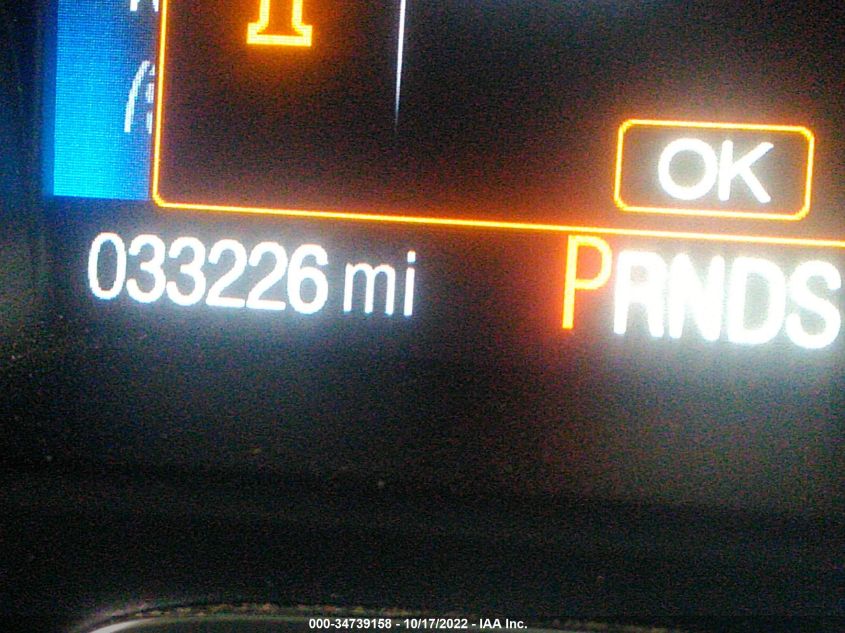 OK
033226 mi PRNDS
000-34739158 - 10/17/2022 - IAA Inc.